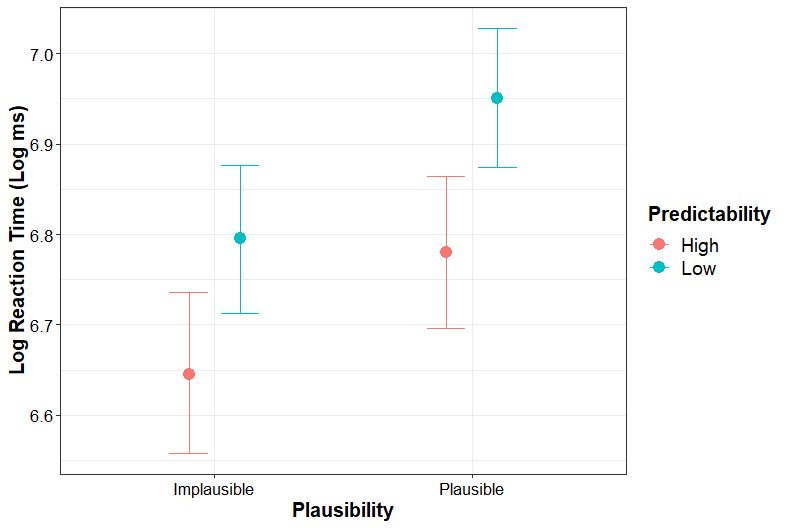 Log Reaction Time (Log ms)
7.0
6.9
6.8
6.7
6.6
Implausible
Plausible
Plausibility
Predictability
High
Low